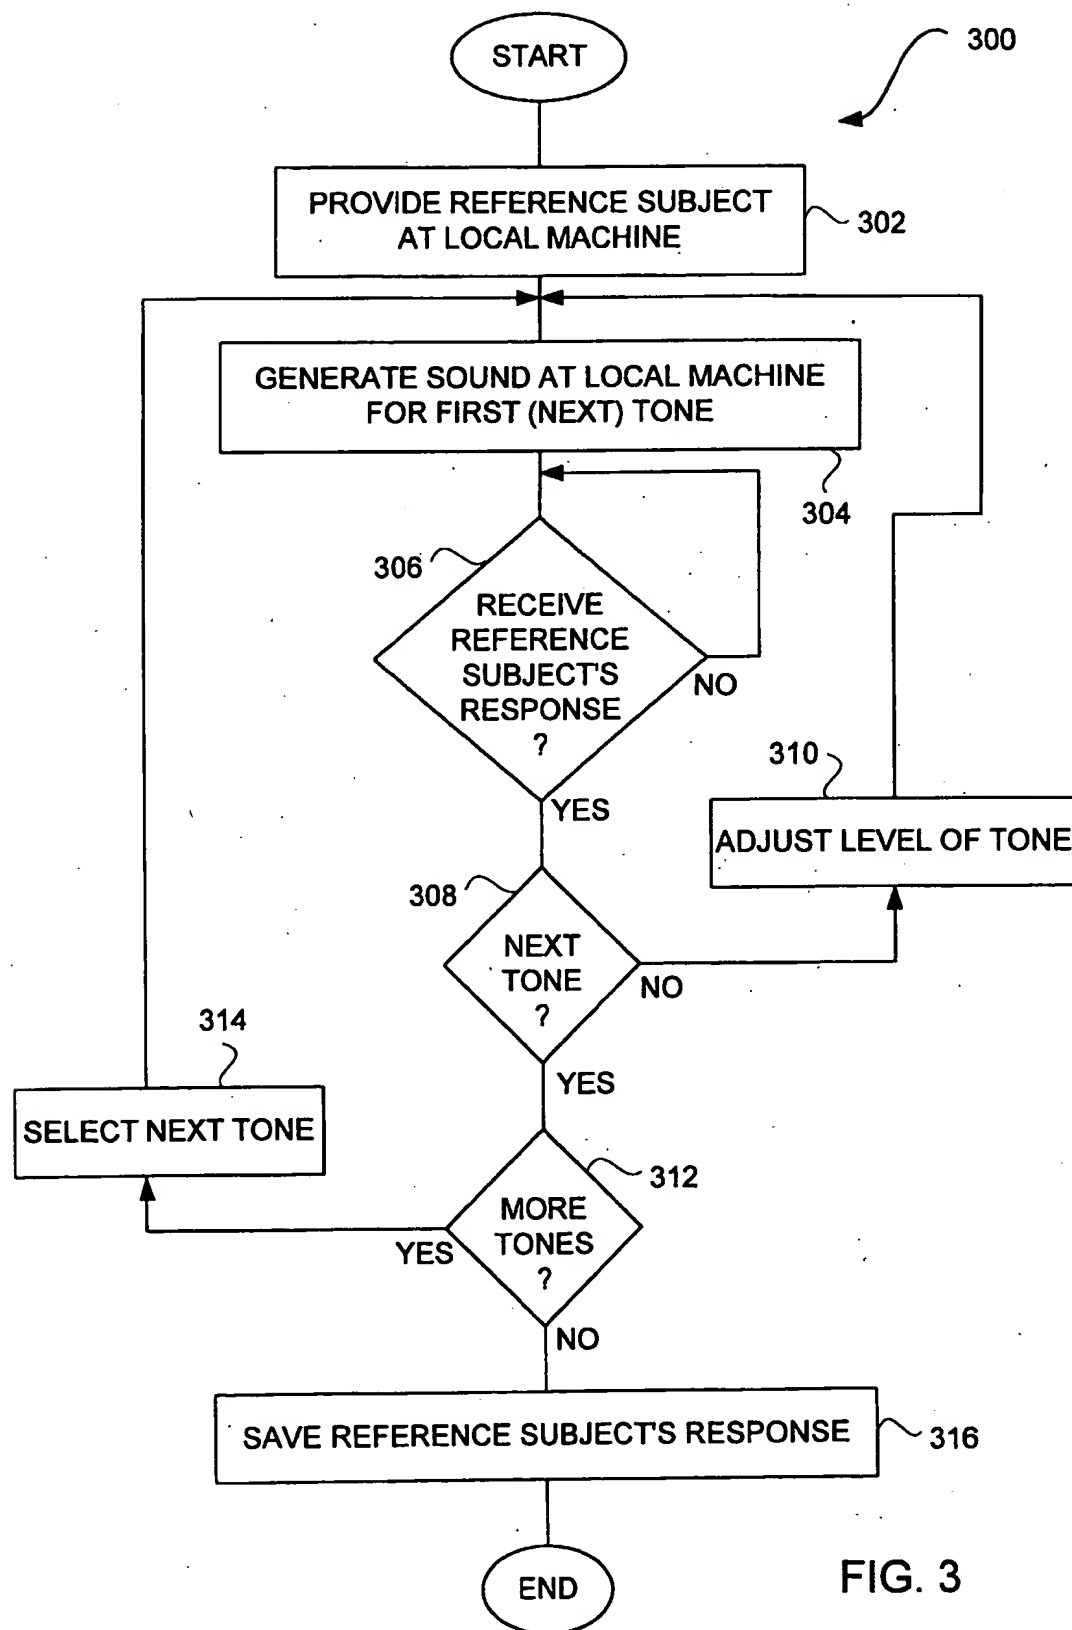 START
300
PROVIDE REFERENCE SUBJECT
AT LOCAL MACHINE
302
GENERATE SOUND AT LOCAL MACHINE
FOR FIRST (NEXT) TONE
304
306
RECEIVE
REFERENCE
SUBJECT'S
RESPONSE
?
NO
YES
310
ADJUST LEVEL OF TONE
308
NEXT
TONE
?
NO
YES
314
SELECT NEXT TONE
312
MORE
TONES
?
YES
NO
SAVE REFERENCE SUBJECT'S RESPONSE
316
END
FIG. 3